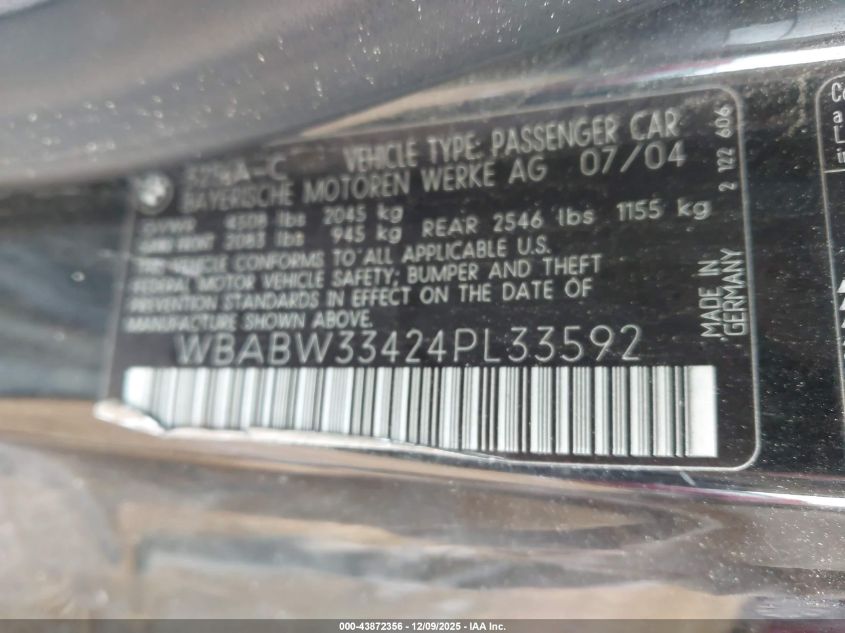 VEHICLE TYPE: PASSENGER CAR
BAYERISCHE MOTOREN WERKE AG 07/04
GVWR 4508 lbs 2045 kg
2083 lbs 945 kg REAR 2546 lbs 1155 kg
THE VEHICLE CONFORMS TO ALL APPLICABLE U.S.
FEDERAL MOTOR VEHICLE SAFETY; BUMPER AND THEFT
PREVENTION STANDARDS IN EFFECT ON THE DATE OF
MANUFACTURE SHOWN ABOVE.
WBABW33424PL33592
2 122 606
MADE IN
GERMANY
000-43872356 - 12/09/2025 - IAA Inc.